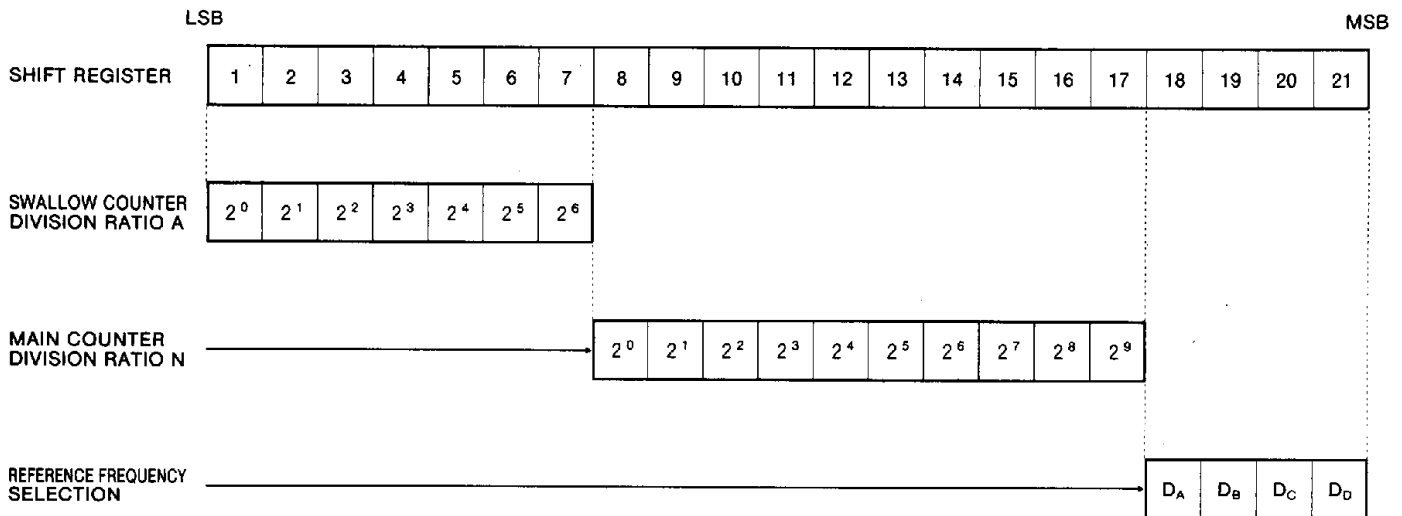 LSB MSB
SHIFT REGISTER 1 2 3 4 5 6 7 8 9 10 11 12 13 14 15 16 17 18 19 20 21
SWALLOW COUNTER
DIVISION RATIO A 2⁰ 2¹ 2² 2³ 2⁴ 2⁵ 2⁶
MAIN COUNTER
DIVISION RATIO N 2⁰ 2¹ 2² 2³ 2⁴ 2⁵ 2⁶ 2⁷ 2⁸ 2⁹
REFERENCE FREQUENCY
SELECTION D_A D_B D_C D_D